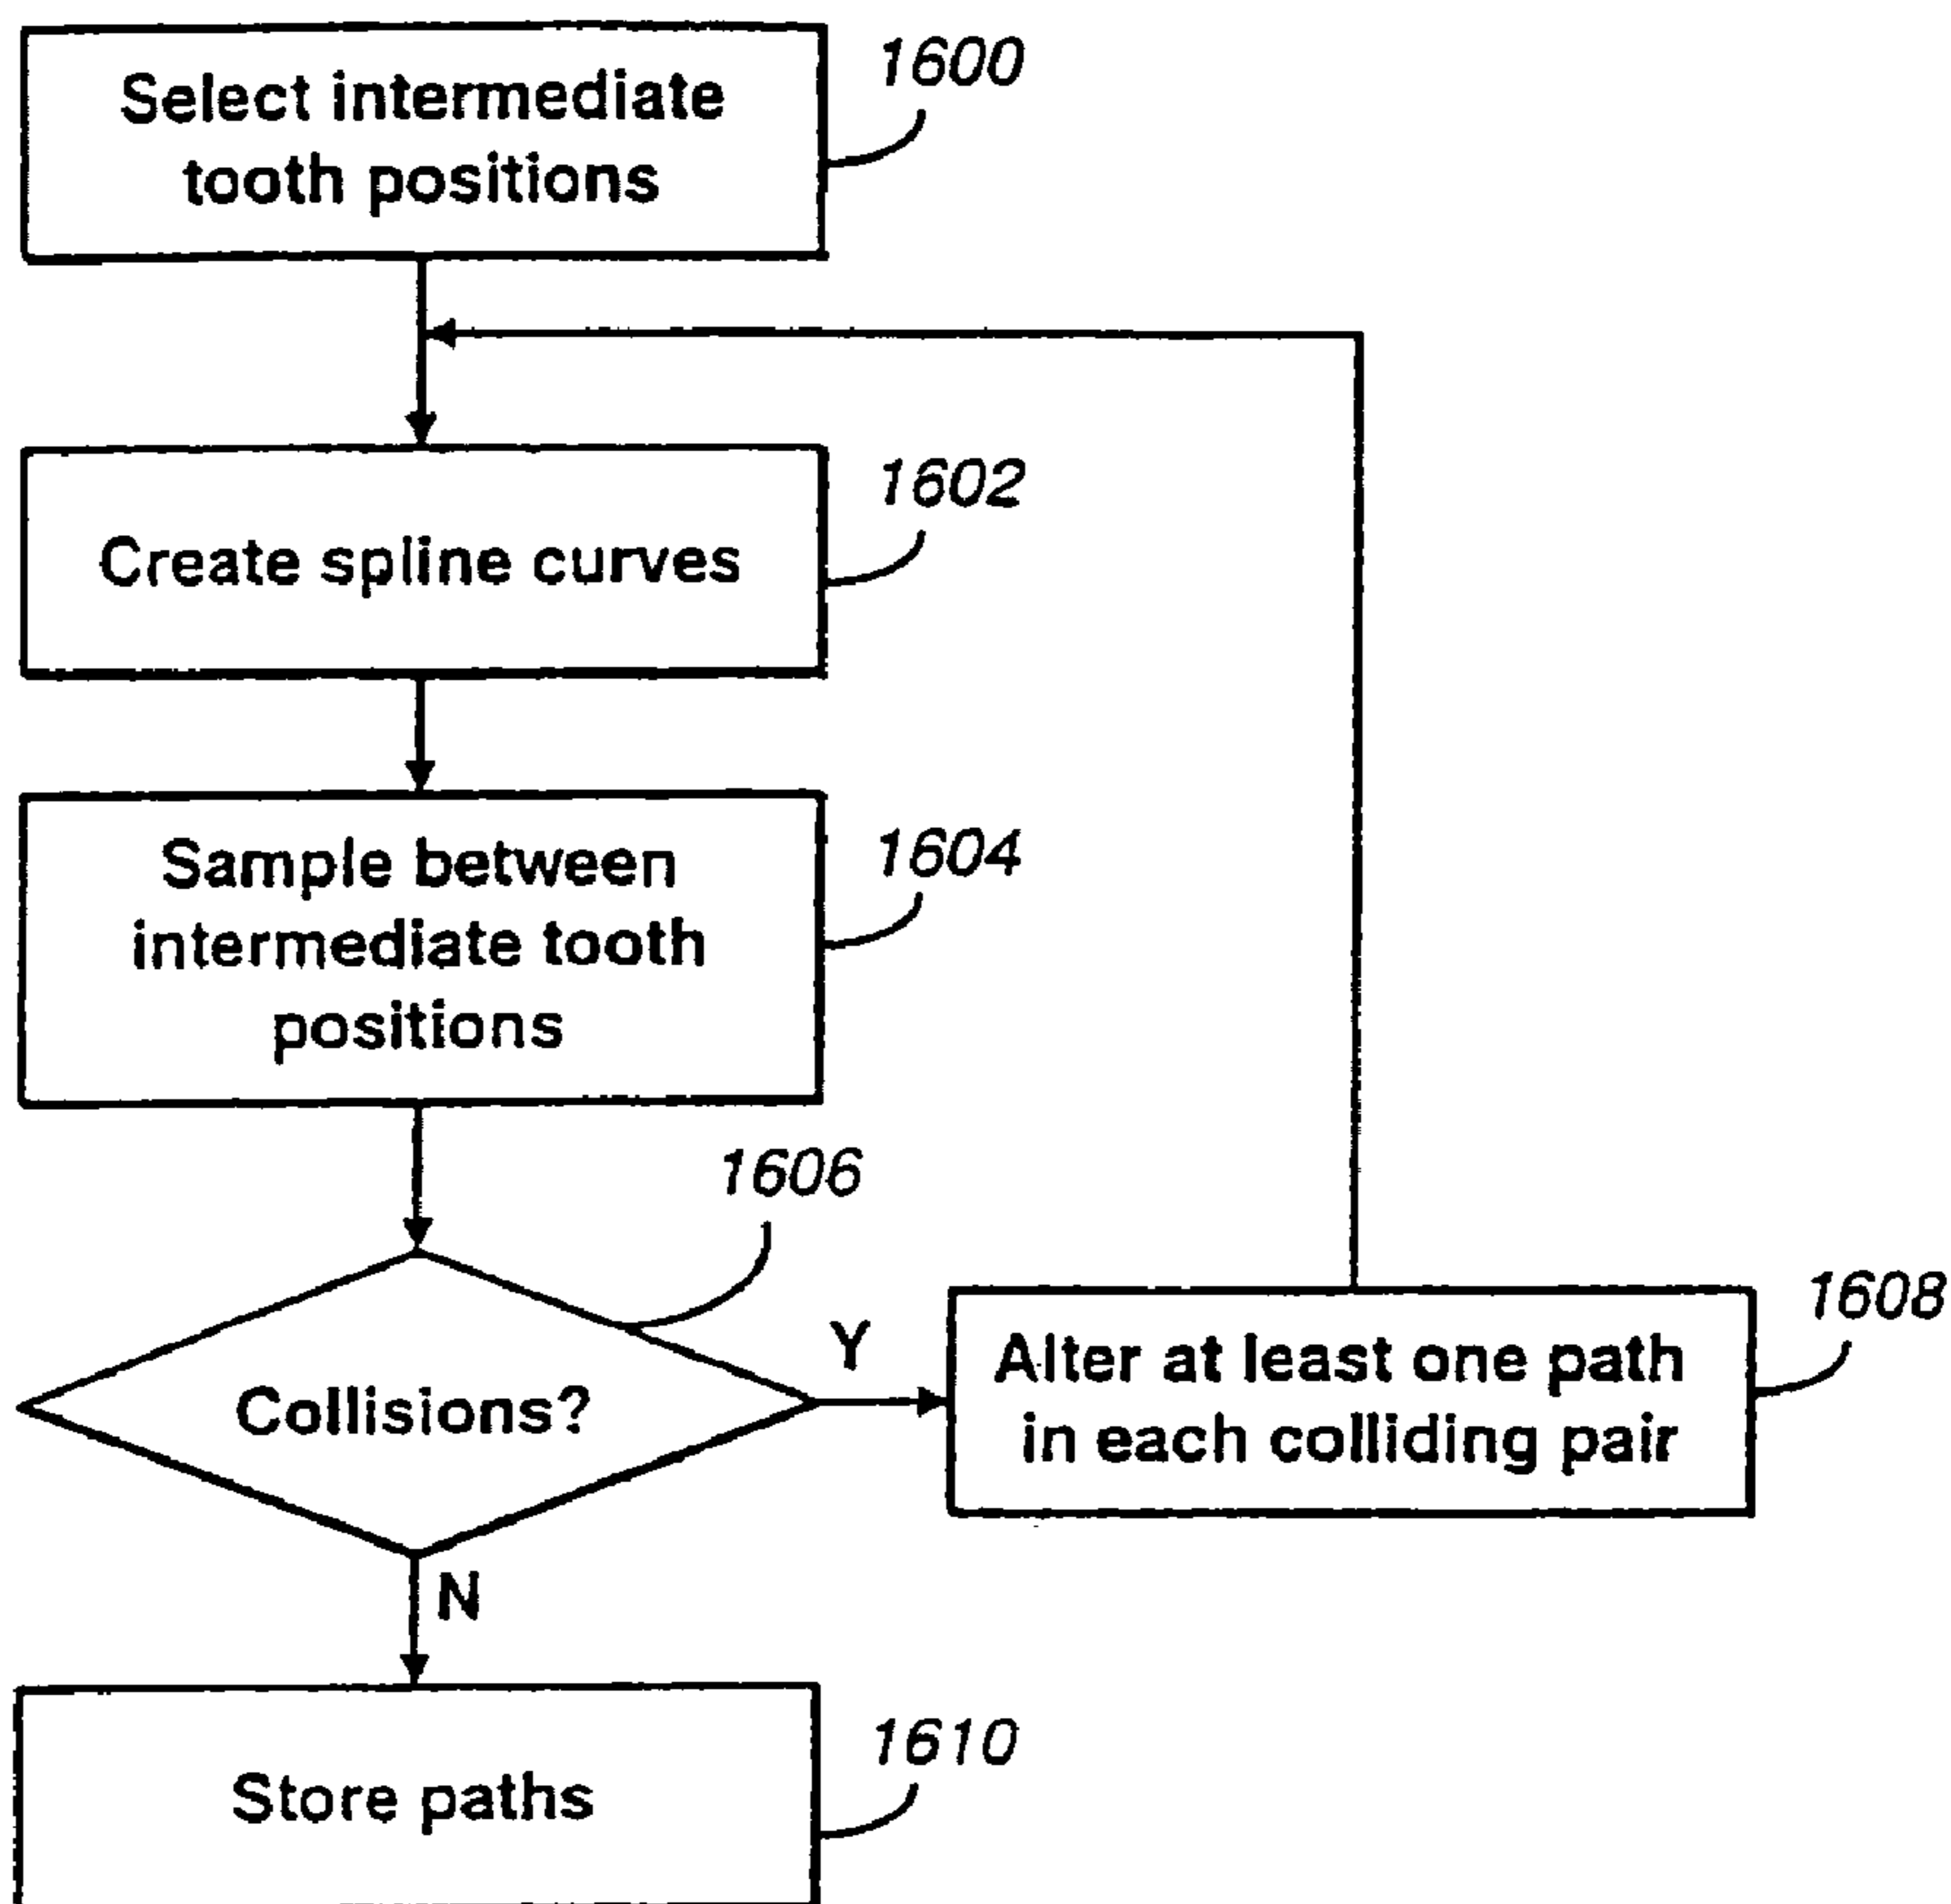 Select intermediate
tooth positions
1600
Create spline curves
1602
Sample between
intermediate tooth
positions
1604
1606
Collisions?
Y
Alter at least one path
in each colliding pair
1608
N
Store paths
1610